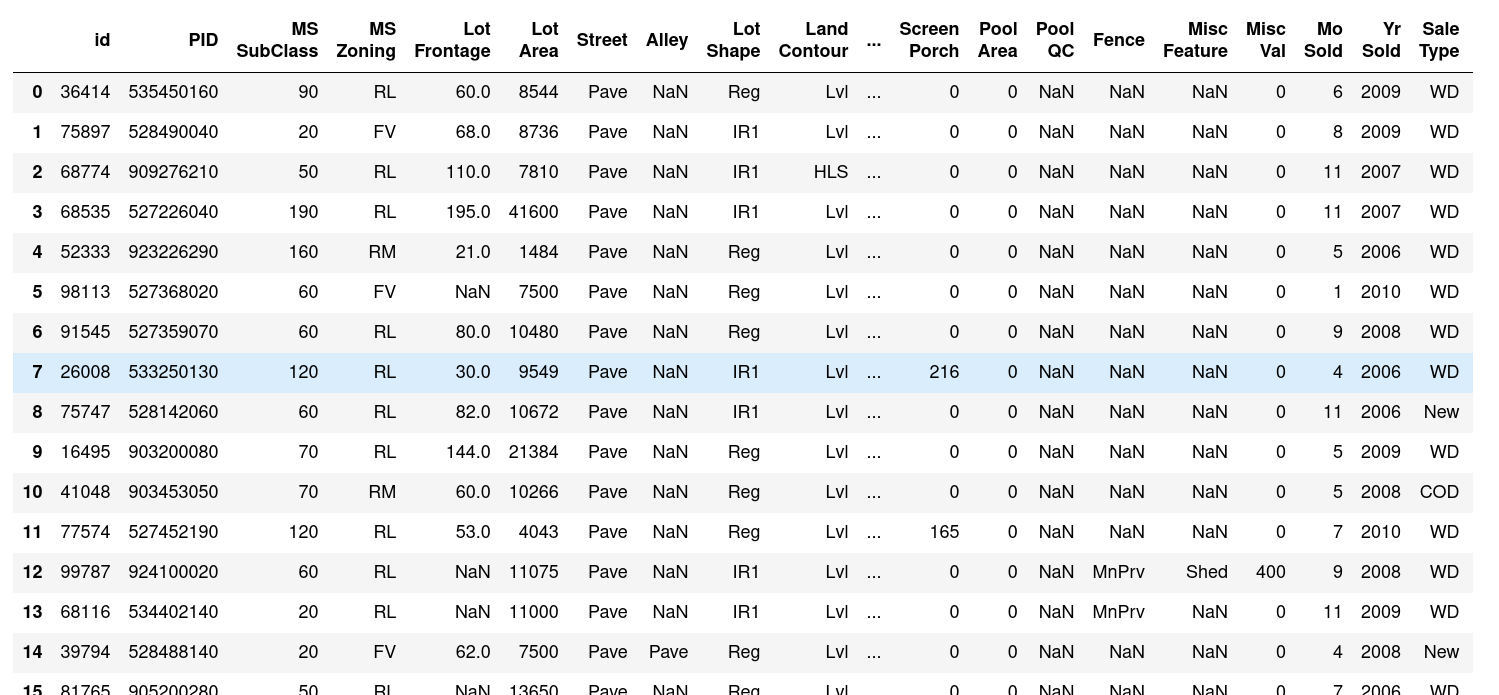 id PID MS SubClass MS Zoning Lot Frontage Lot Area Street Alley Lot Shape Land Contour ... Screen Porch Pool Area Pool QC Fence Misc Feature Misc Val Mo Sold Yr Sold Sale Type
0 36414 535450160 90 RL 60.0 8544 Pave NaN Reg Lvl ... 0 0 NaN NaN NaN 0 6 2009 WD
1 75897 528490040 20 FV 68.0 8736 Pave NaN IR1 Lvl ... 0 0 NaN NaN NaN 0 8 2009 WD
2 68774 909276210 50 RL 110.0 7810 Pave NaN IR1 HLS ... 0 0 NaN NaN NaN 0 11 2007 WD
3 68535 527226040 190 RL 195.0 41600 Pave NaN IR1 Lvl ... 0 0 NaN NaN NaN 0 11 2007 WD
4 52333 923226290 160 RM 21.0 1484 Pave NaN Reg Lvl ... 0 0 NaN NaN NaN 0 5 2006 WD
5 98113 527368020 60 FV NaN 7500 Pave NaN Reg Lvl ... 0 0 NaN NaN NaN 0 1 2010 WD
6 91545 527359070 60 RL 80.0 10480 Pave NaN Reg Lvl ... 0 0 NaN NaN NaN 0 9 2008 WD
7 26008 533250130 120 RL 30.0 9549 Pave NaN IR1 Lvl ... 216 0 NaN NaN NaN 0 4 2006 WD
8 75747 528142060 60 RL 82.0 10672 Pave NaN IR1 Lvl ... 0 0 NaN NaN NaN 0 11 2006 New
9 16495 903200080 70 RL 144.0 21384 Pave NaN Reg Lvl ... 0 0 NaN NaN NaN 0 5 2009 WD
10 41048 903453050 70 RM 60.0 10266 Pave NaN Reg Lvl ... 0 0 NaN NaN NaN 0 5 2008 COD
11 77574 527452190 120 RL 53.0 4043 Pave NaN Reg Lvl ... 165 0 NaN NaN NaN 0 7 2010 WD
12 99787 924100020 60 RL NaN 11075 Pave NaN IR1 Lvl ... 0 0 NaN MnPrv Shed 400 9 2008 WD
13 68116 534402140 20 RL NaN 11000 Pave NaN IR1 Lvl ... 0 0 NaN MnPrv NaN 0 11 2009 WD
14 39794 528488140 20 FV 62.0 7500 Pave Pave Reg Lvl ... 0 0 NaN NaN NaN 0 4 2008 New
15 81765 905200280 50 RL NaN 13650 Pave NaN Reg Lvl ... 0 0 NaN NaN NaN 0 7 2006 WD